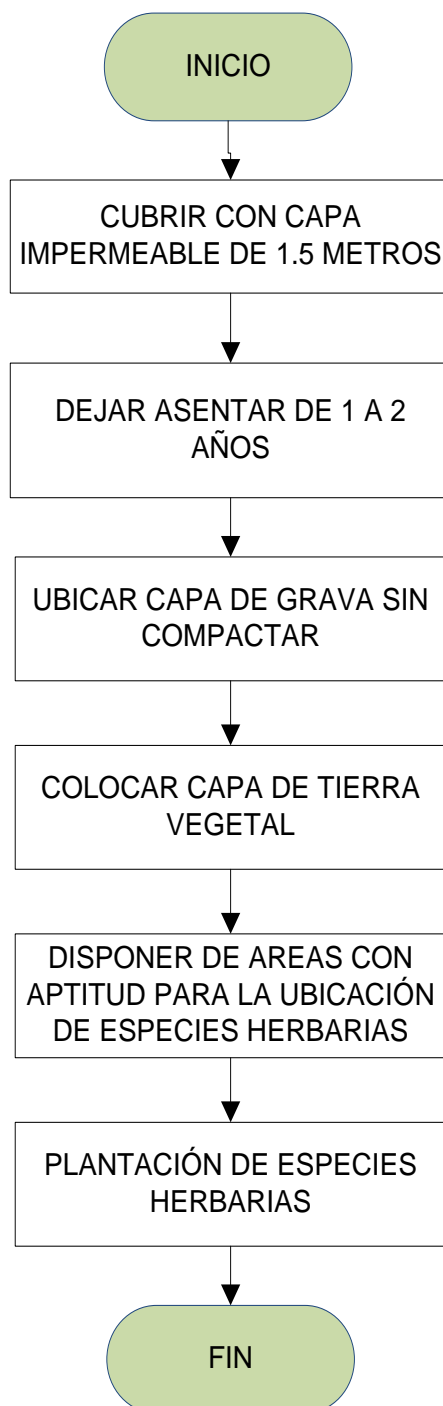 INICIO
CUBRIR CON CAPA
IMPERMEABLE DE 1.5 METROS
DEJAR ASENTAR DE 1 A 2
AÑOS
UBICAR CAPA DE GRAVA SIN
COMPACTAR
COLOCAR CAPA DE TIERRA
VEGETAL
DISPONER DE AREAS CON
APTITUD PARA LA UBICACIÓN
DE ESPECIES HERBARIAS
PLANTACIÓN DE ESPECIES
HERBARIAS
FIN